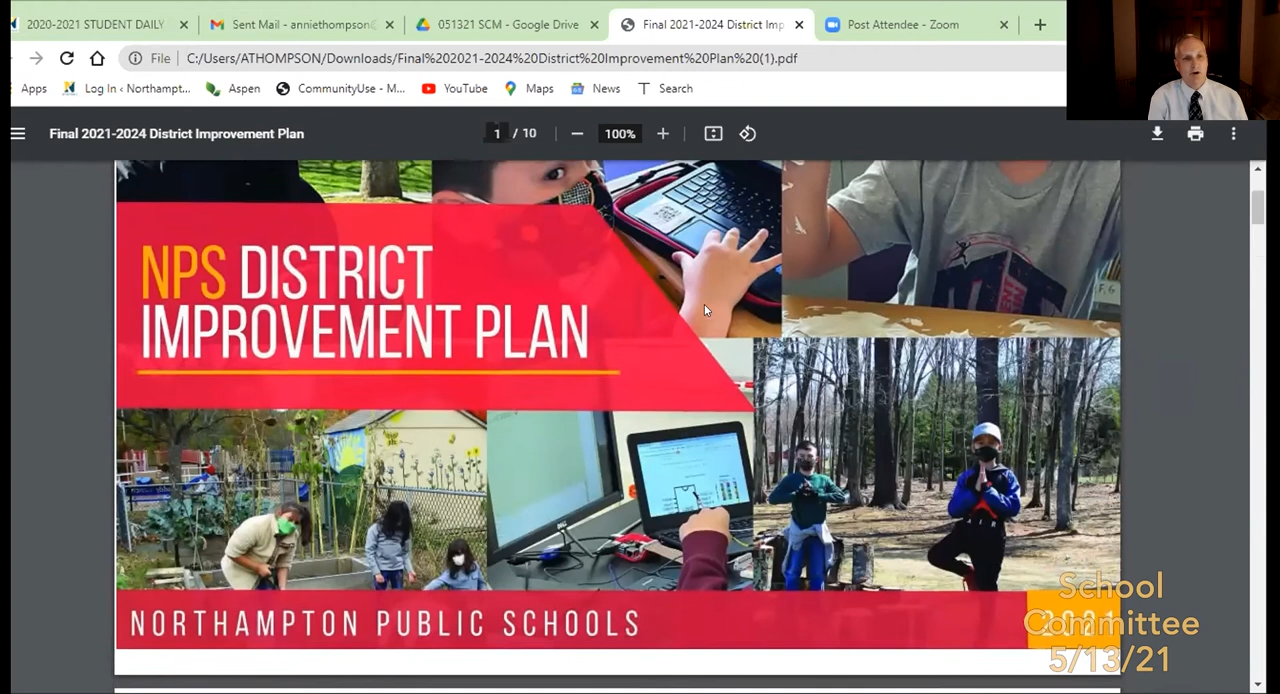 2020-2021 STUDENT DAILY
Sent Mail - anniethompson@
051321 SCM - Google Drive
Final 2021-2024 District Imp
Post Attendee - Zoom
File
C:/Users/ATHOMPSON/Downloads/Final%202021-2024%20District%20Improvement%20Plan%20(1).pdf
Apps
Log In ‹ Northampt...
Aspen
CommunityUse - M...
YouTube
Maps
News
Search
Final 2021-2024 District Improvement Plan
1 / 10
100%
NPS DISTRICT
IMPROVEMENT PLAN
NORTHAMPTON PUBLIC SCHOOLS
2021
School
Committee
5/13/21